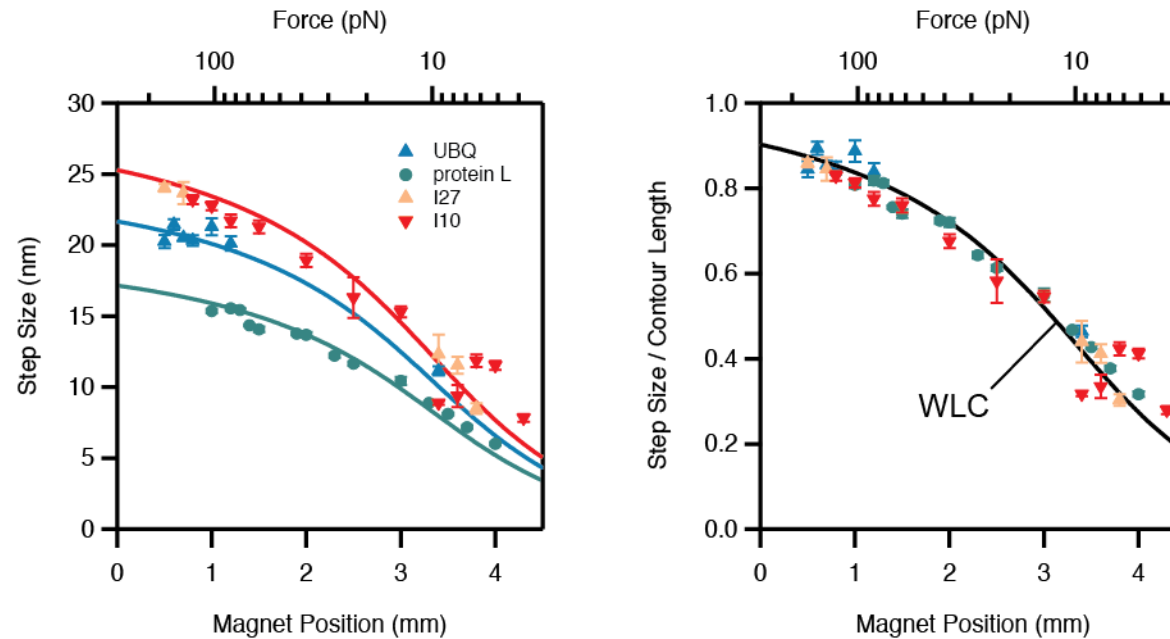 Force (pN)
100 10
30
25
20
15
10
5
0
Step Size (nm)
UBQ
protein L
I27
I10
0 1 2 3 4
Magnet Position (mm)
Force (pN)
100 10
1.0
0.8
0.6
0.4
0.2
0.0
Step Size / Contour Length
WLC
0 1 2 3 4
Magnet Position (mm)